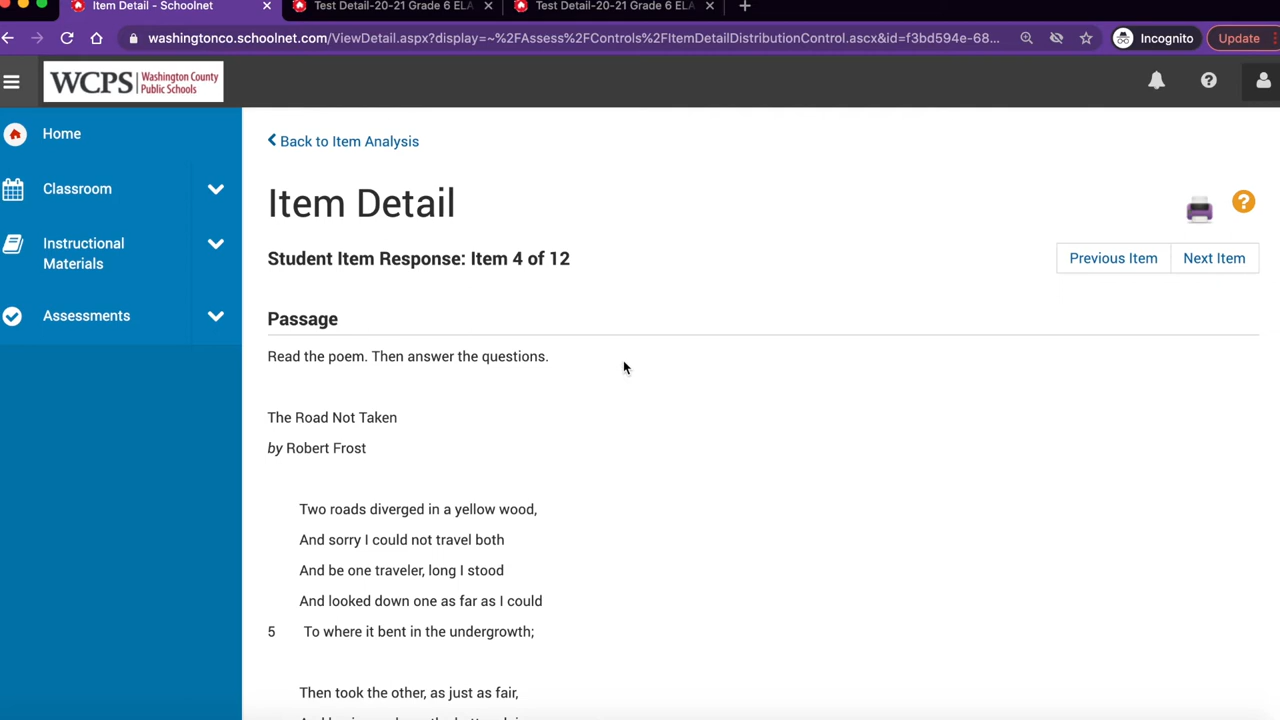 Item Detail - Schoolnet
Test Detail-20-21 Grade 6 ELA
Test Detail-20-21 Grade 6 ELA
washingtonco.schoolnet.com/ViewDetail.aspx?display=~%2FAssess%2FControls%2FItemDetailDistributionControl.ascx&id=f3bd594e-68...
Incognito
Update
WCPS
Washington County
Public Schools
Home
Classroom
Instructional
Materials
Assessments
Back to Item Analysis
Item Detail
Student Item Response: Item 4 of 12
Previous Item
Next Item
Passage
Read the poem. Then answer the questions.
The Road Not Taken
by Robert Frost
Two roads diverged in a yellow wood,
And sorry I could not travel both
And be one traveler, long I stood
And looked down one as far as I could
5 To where it bent in the undergrowth;
Then took the other, as just as fair,